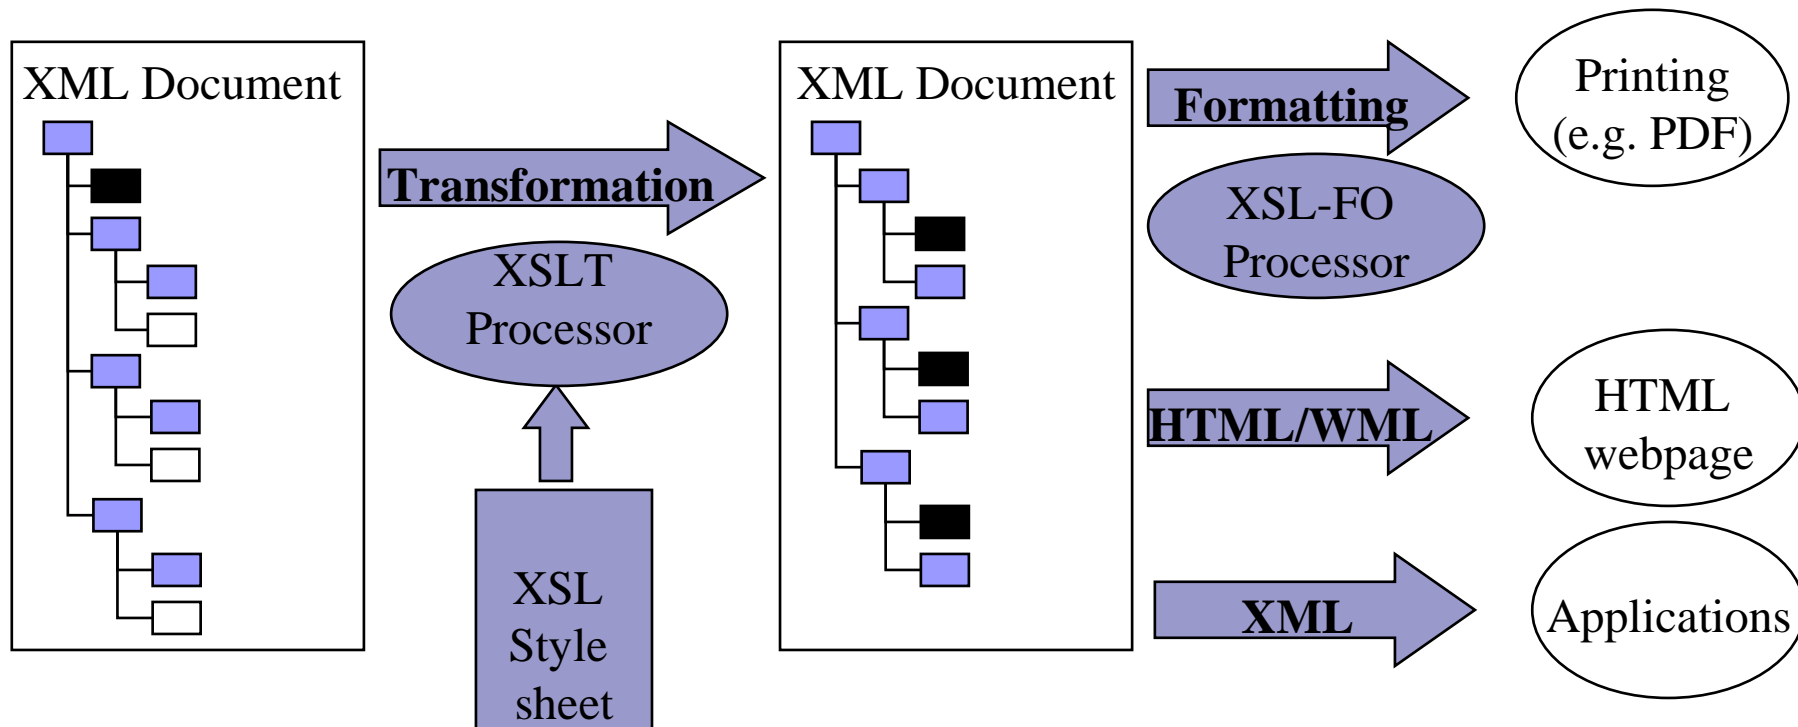 XML Document
Transformation
XSLT
Processor
XSL
Style
sheet
XML Document
Formatting
XSL-FO
Processor
HTML/WML
XML
Printing
(e.g. PDF)
HTML
webpage
Applications